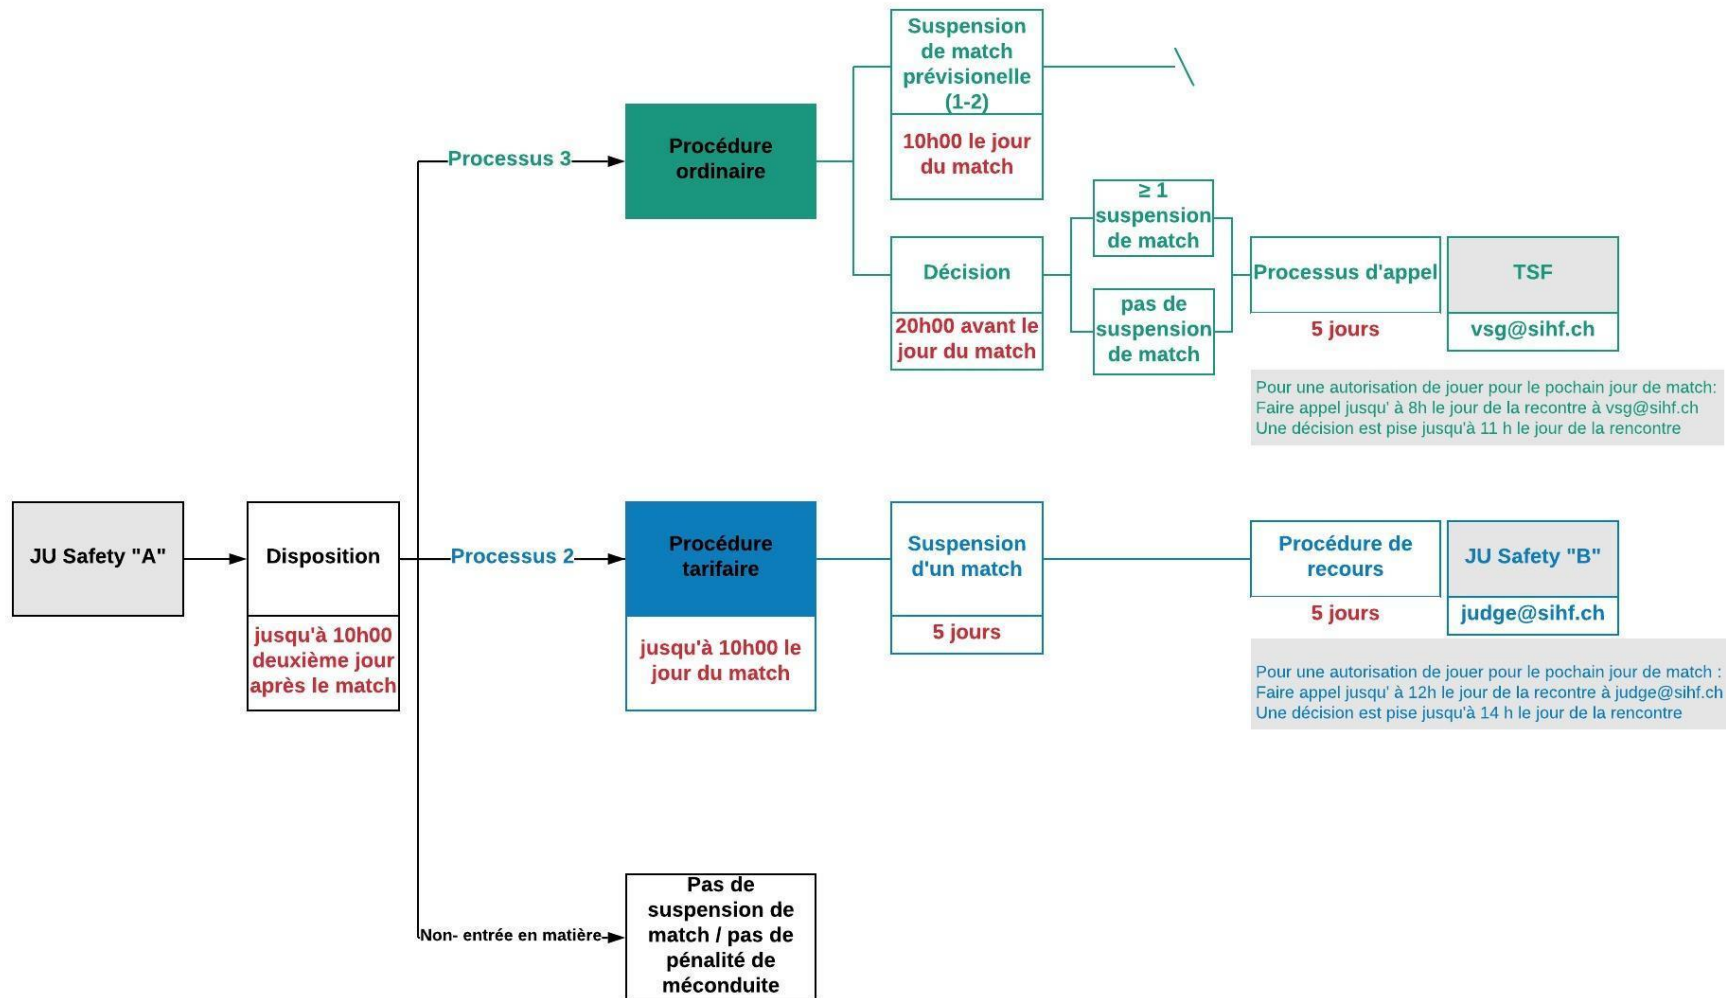 Suspension
de match
prévisionelle
(1-2)
10h00 le jour
du match
Processus 3
Procédure
ordinaire
≥ 1
suspension
de match
Décision
20h00 avant le
jour du match
pas de
suspension
de match
Processus d'appel
5 jours
TSF
vsg@sihf.ch
Pour une autorisation de jouer pour le pochain jour de match:
Faire appel jusqu' à 8h le jour de la recontre à vsg@sihf.ch
Une décision est pise jusqu'à 11 h le jour de la rencontre
JU Safety "A"
Disposition
jusqu'à 10h00
deuxième jour
après le match
Processus 2
Procédure
tarifaire
jusqu'à 10h00 le
jour du match
Suspension
d'un match
5 jours
Procédure de
recours
5 jours
JU Safety "B"
judge@sihf.ch
Pour une autorisation de jouer pour le pochain jour de match :
Faire appel jusqu' à 12h le jour de la recontre à judge@sihf.ch
Une décision est pise jusqu'à 14 h le jour de la rencontre
Non- entrée en matière
Pas de
suspension de
match / pas de
pénalité de
méconduite